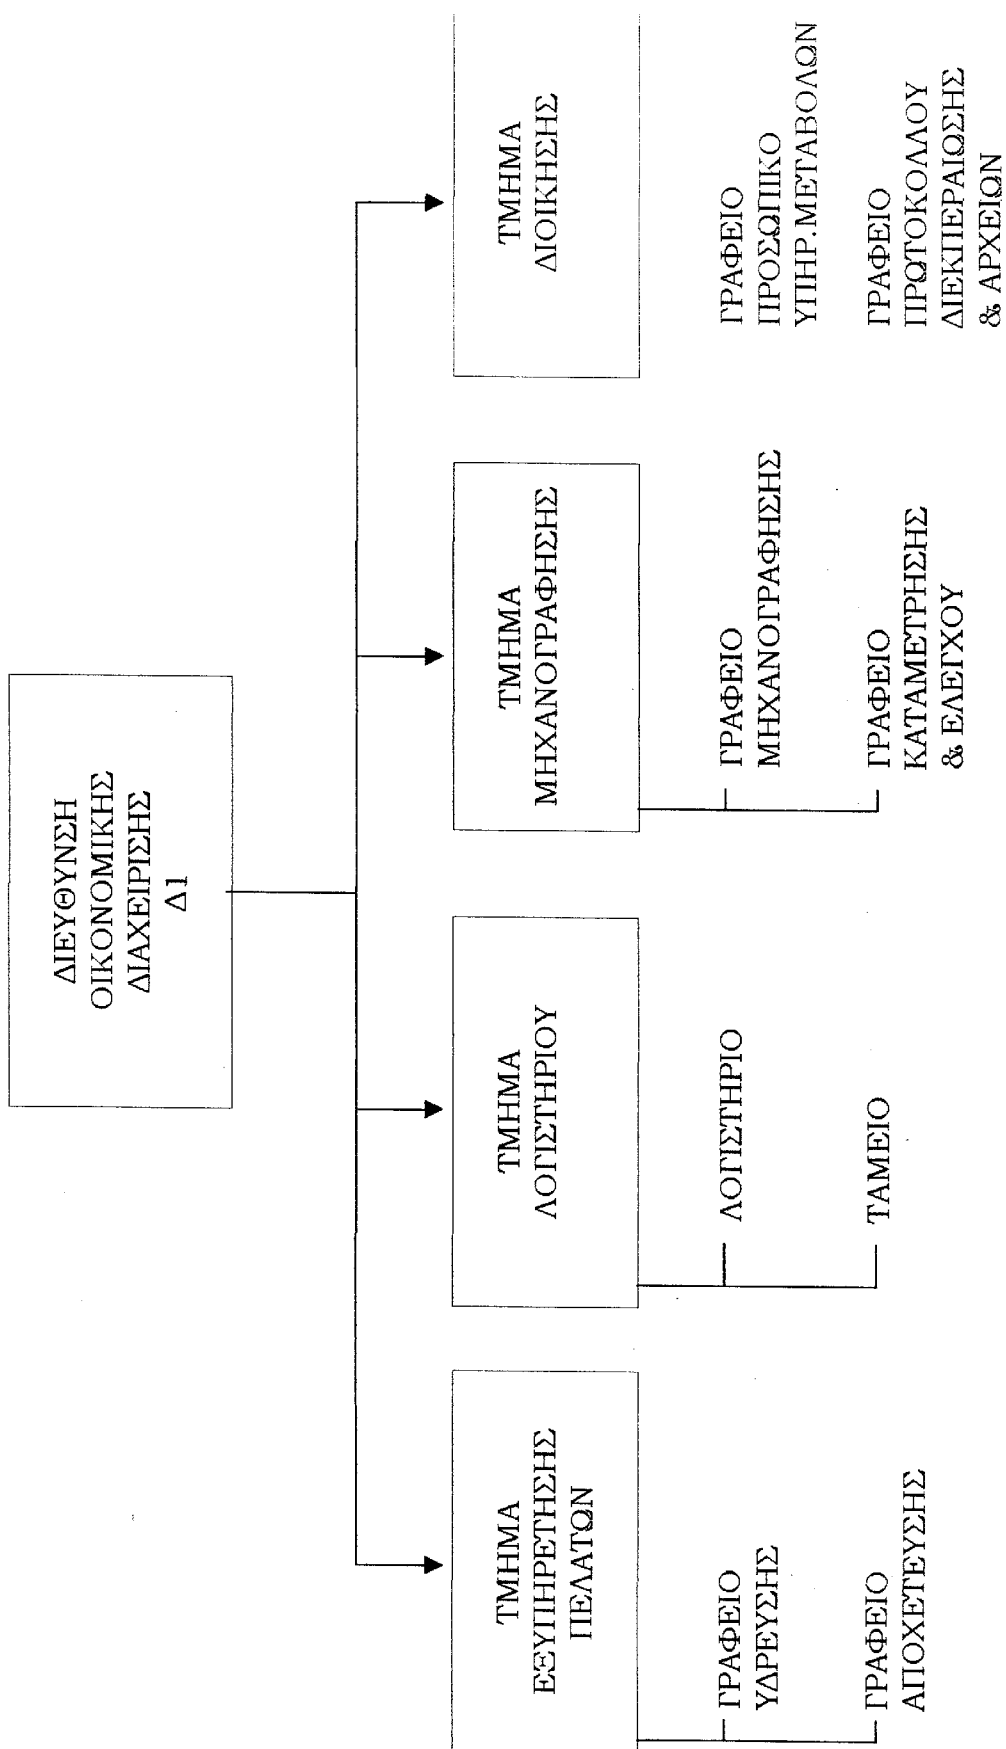 ΔΙΕΥΘΥΝΣΗ
ΟΙΚΟΝΟΜΙΚΗΣ
ΔΙΑΧΕΙΡΙΣΗΣ
Δ1
ΤΜΗΜΑ
ΕΞΥΠΗΡΕΤΗΣΗΣ
ΠΕΛΑΤΩΝ
ΓΡΑΦΕΙΟ
ΥΔΡΕΥΣΗΣ
ΓΡΑΦΕΙΟ
ΑΠΟΧΕΤΕΥΣΗΣ
ΤΜΗΜΑ
ΛΟΓΙΣΤΗΡΙΟΥ
ΛΟΓΙΣΤΗΡΙΟ
ΤΑΜΕΙΟ
ΤΜΗΜΑ
ΜΗΧΑΝΟΓΡΑΦΗΣΗΣ
ΓΡΑΦΕΙΟ
ΜΗΧΑΝΟΓΡΑΦΗΣΗΣ
ΓΡΑΦΕΙΟ
ΚΑΤΑΜΕΤΡΗΣΗΣ
& ΕΛΕΓΧΟΥ
ΤΜΗΜΑ
ΔΙΟΙΚΗΣΗΣ
ΓΡΑΦΕΙΟ
ΠΡΟΣΩΠΙΚΟ
ΥΠΗΡ.ΜΕΤΑΒΟΛΩΝ
ΓΡΑΦΕΙΟ
ΠΡΩΤΟΚΟΛΛΟΥ
ΔΙΕΚΠΕΡΑΙΩΣΗΣ
& ΑΡΧΕΙΩΝ